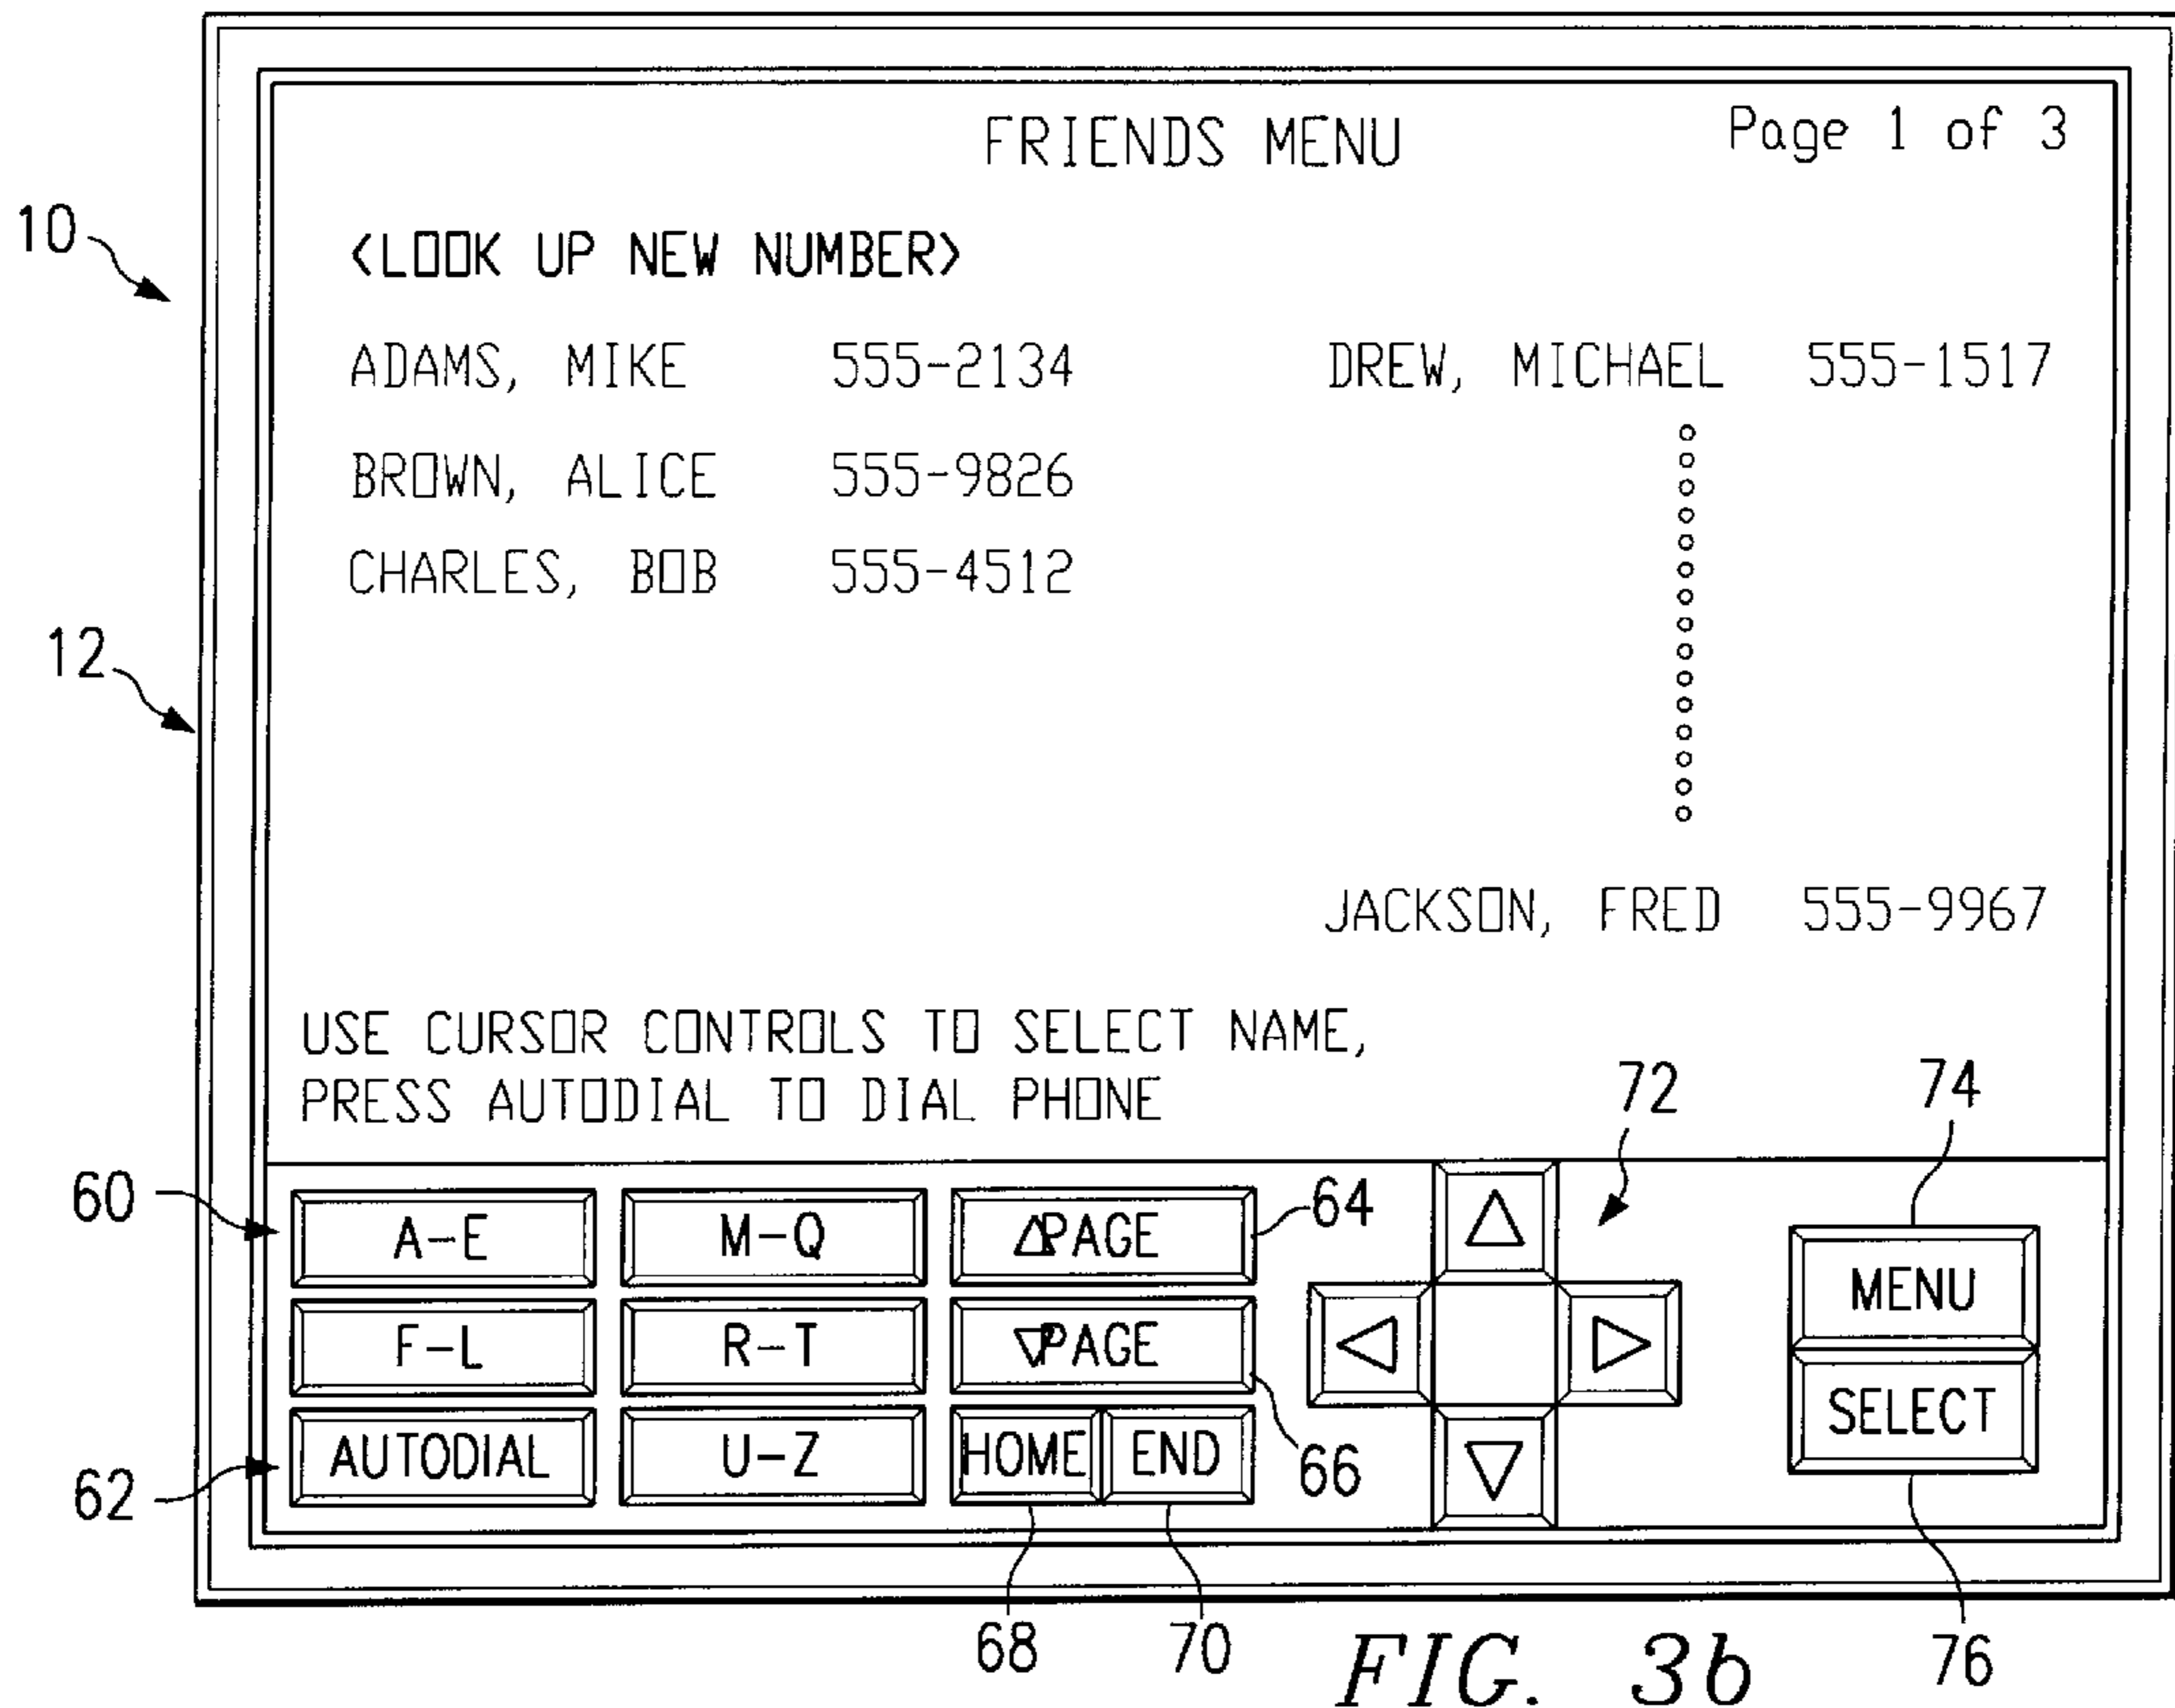 FRIENDS MENU
Page 1 of 3
10
<LOOK UP NEW NUMBER>
ADAMS, MIKE 555-2134 DREW, MICHAEL 555-1517
BROWN, ALICE 555-9826
CHARLES, BOB 555-4512
12
JACKSON, FRED 555-9967
USE CURSOR CONTROLS TO SELECT NAME,
PRESS AUTODIAL TO DIAL PHONE
72
74
60
A-E
M-Q
△PAGE
64
△
MENU
F-L
R-T
▽PAGE
◁
▷
SELECT
62
AUTODIAL
U-Z
HOME
END
66
▽
68
70
76
FIG. 3b